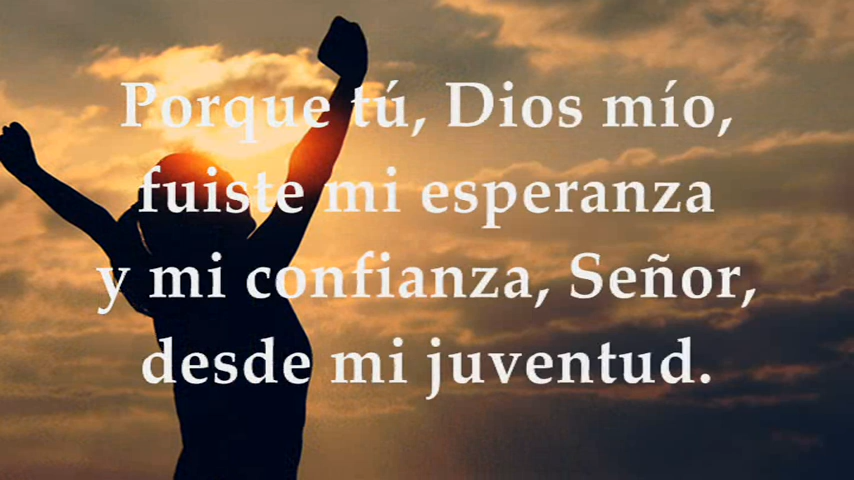 Porque tú, Dios mío,
fuiste mi esperanza
y mi confianza, Señor,
desde mi juventud.